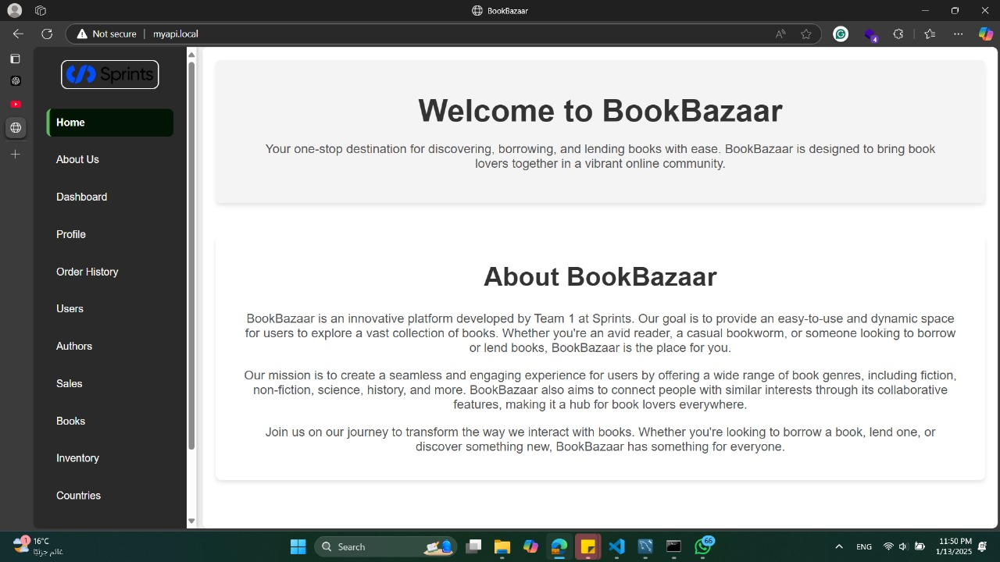 BookBazaar
Not secure
myapi.local
4
Sprints
Home
About Us
Dashboard
Profile
Order History
Users
Authors
Sales
Books
Inventory
Countries
Welcome to BookBazaar
Your one-stop destination for discovering, borrowing, and lending books with ease. BookBazaar is designed to bring book
lovers together in a vibrant online community.
About BookBazaar
BookBazaar is an innovative platform developed by Team 1 at Sprints. Our goal is to provide an easy-to-use and dynamic space
for users to explore a vast collection of books. Whether you're an avid reader, a casual bookworm, or someone looking to borrow
or lend books, BookBazaar is the place for you.
Our mission is to create a seamless and engaging experience for users by offering a wide range of book genres, including fiction,
non-fiction, science, history, and more. BookBazaar also aims to connect people with similar interests through its collaborative
features, making it a hub for book lovers everywhere.
Join us on our journey to transform the way we interact with books. Whether you're looking to borrow a book, lend one, or
discover something new, BookBazaar has something for everyone.
1
16°C
غائم جزئيًا
Search
66
ENG
11:50 PM
1/13/2025